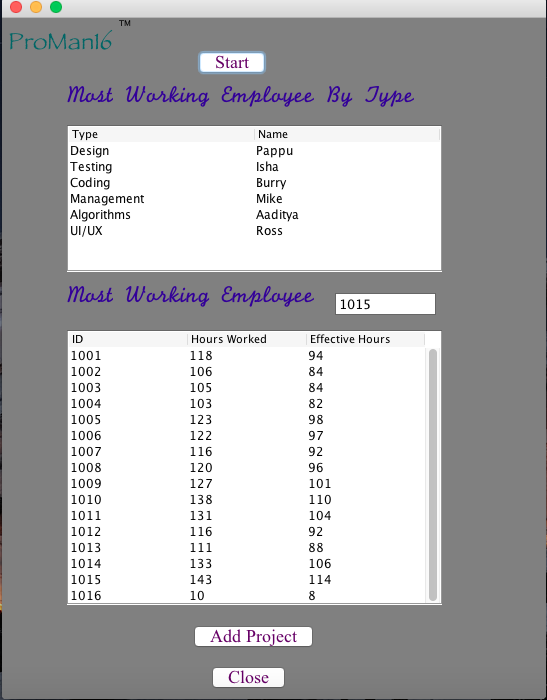 ProMan16 TM
Start
Most Working Employee By Type
Type Name
Design Pappu
Testing Isha
Coding Burry
Management Mike
Algorithms Aaditya
UI/UX Ross
Most Working Employee 1015
ID Hours Worked Effective Hours
1001 118 94
1002 106 84
1003 105 84
1004 103 82
1005 123 98
1006 122 97
1007 116 92
1008 120 96
1009 127 101
1010 138 110
1011 131 104
1012 116 92
1013 111 88
1014 133 106
1015 143 114
1016 10 8
Add Project
Close